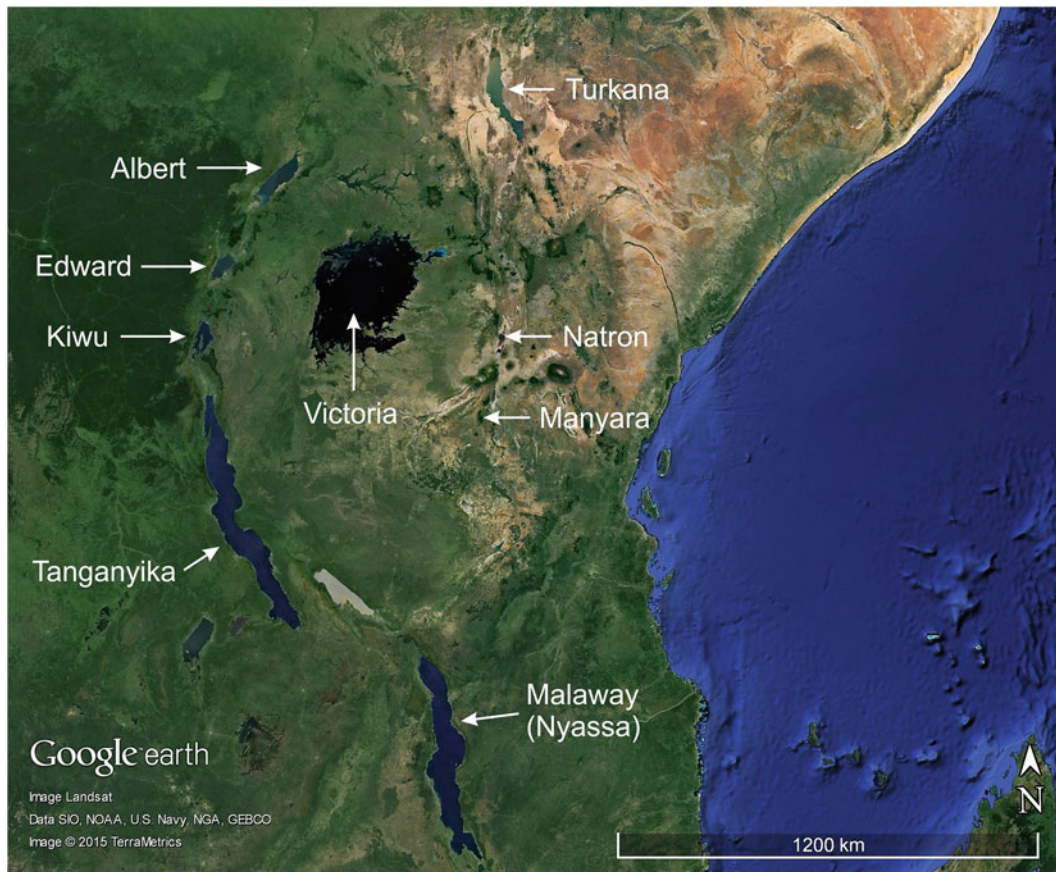 Turkana
Albert
Edward
Kiwu
Natron
Victoria
Manyara
Tanganyika
Malaway
(Nyassa)
Google earth
N
Image Landsat
Data SIO, NOAA, U.S. Navy, NGA, GEBCO
Image © 2015 TerraMetrics
1200 km